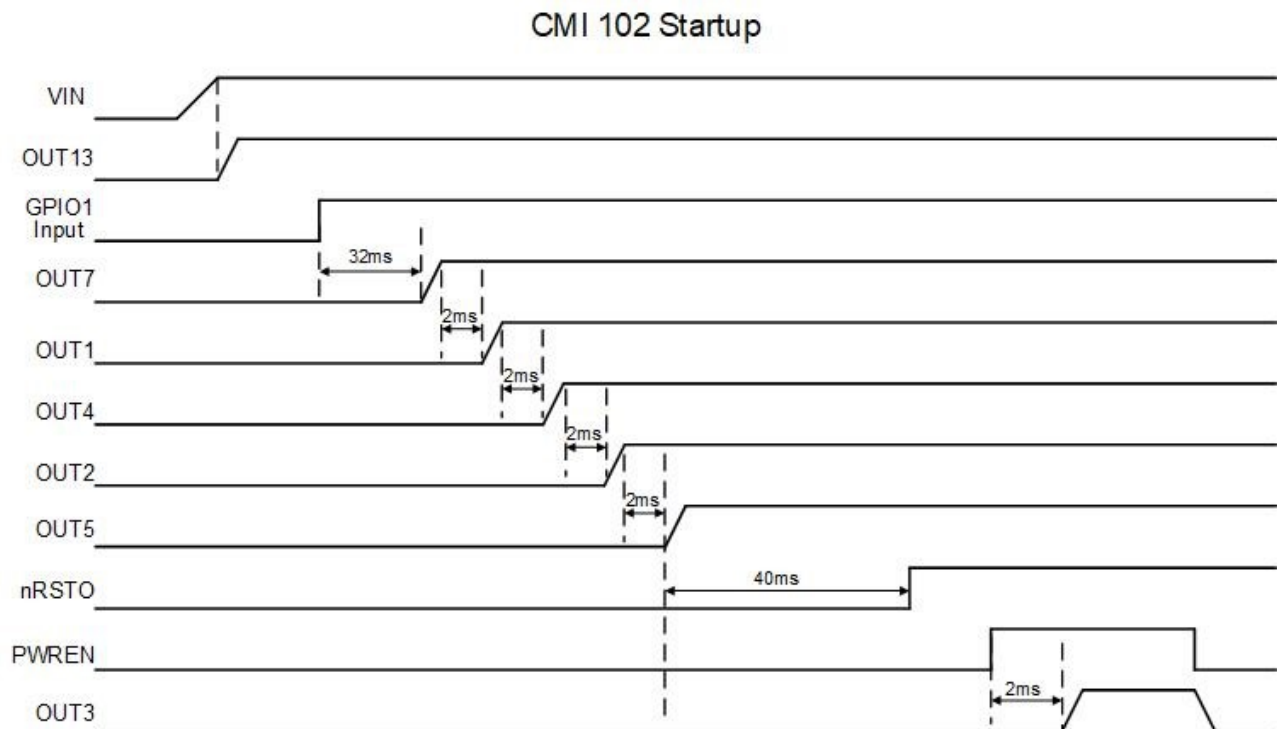 CMI 102 Startup
VIN
OUT13
GPIO1
Input
32ms
OUT7
2ms
OUT1
2ms
OUT4
2ms
OUT2
2ms
OUT5
40ms
nRSTO
PWREN
2ms
OUT3